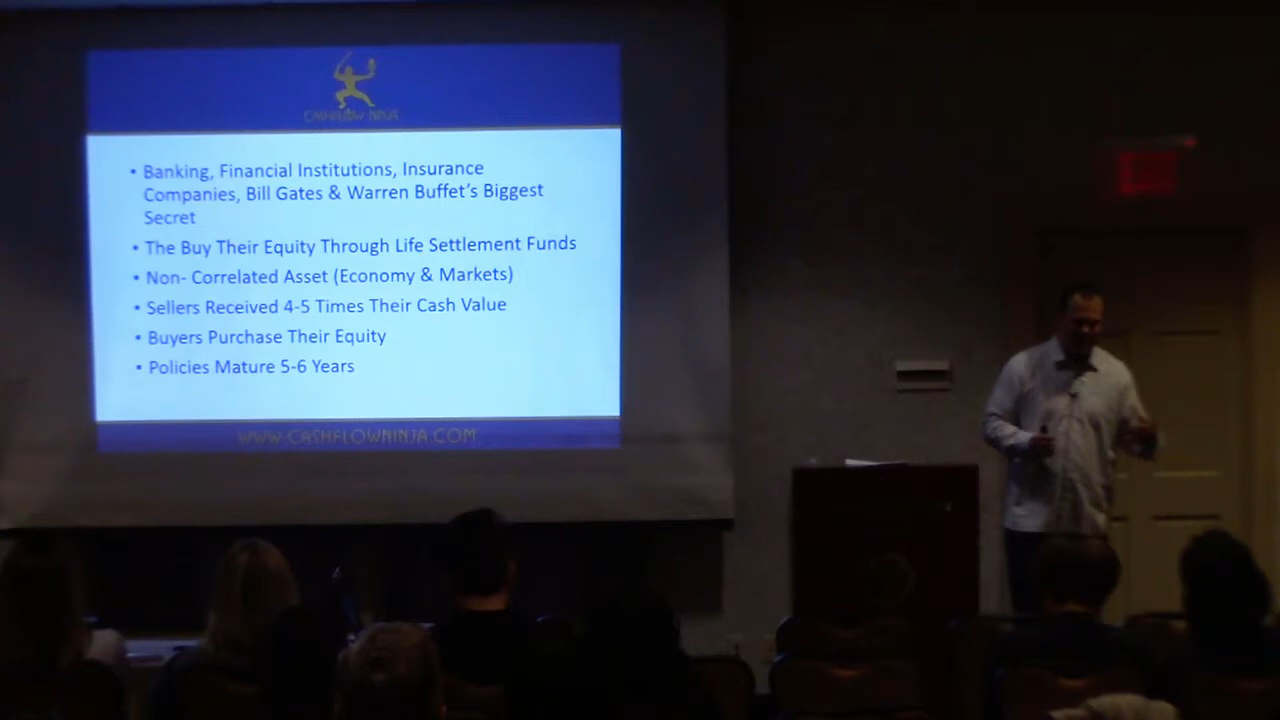 CASHFLOW NINJA
• Banking, Financial Institutions, Insurance
Companies, Bill Gates & Warren Buffet's Biggest
Secret
• The Buy Their Equity Through Life Settlement Funds
• Non- Correlated Asset (Economy & Markets)
• Sellers Received 4-5 Times Their Cash Value
• Buyers Purchase Their Equity
• Policies Mature 5-6 Years
WWW.CASHFLOWNINJA.COM